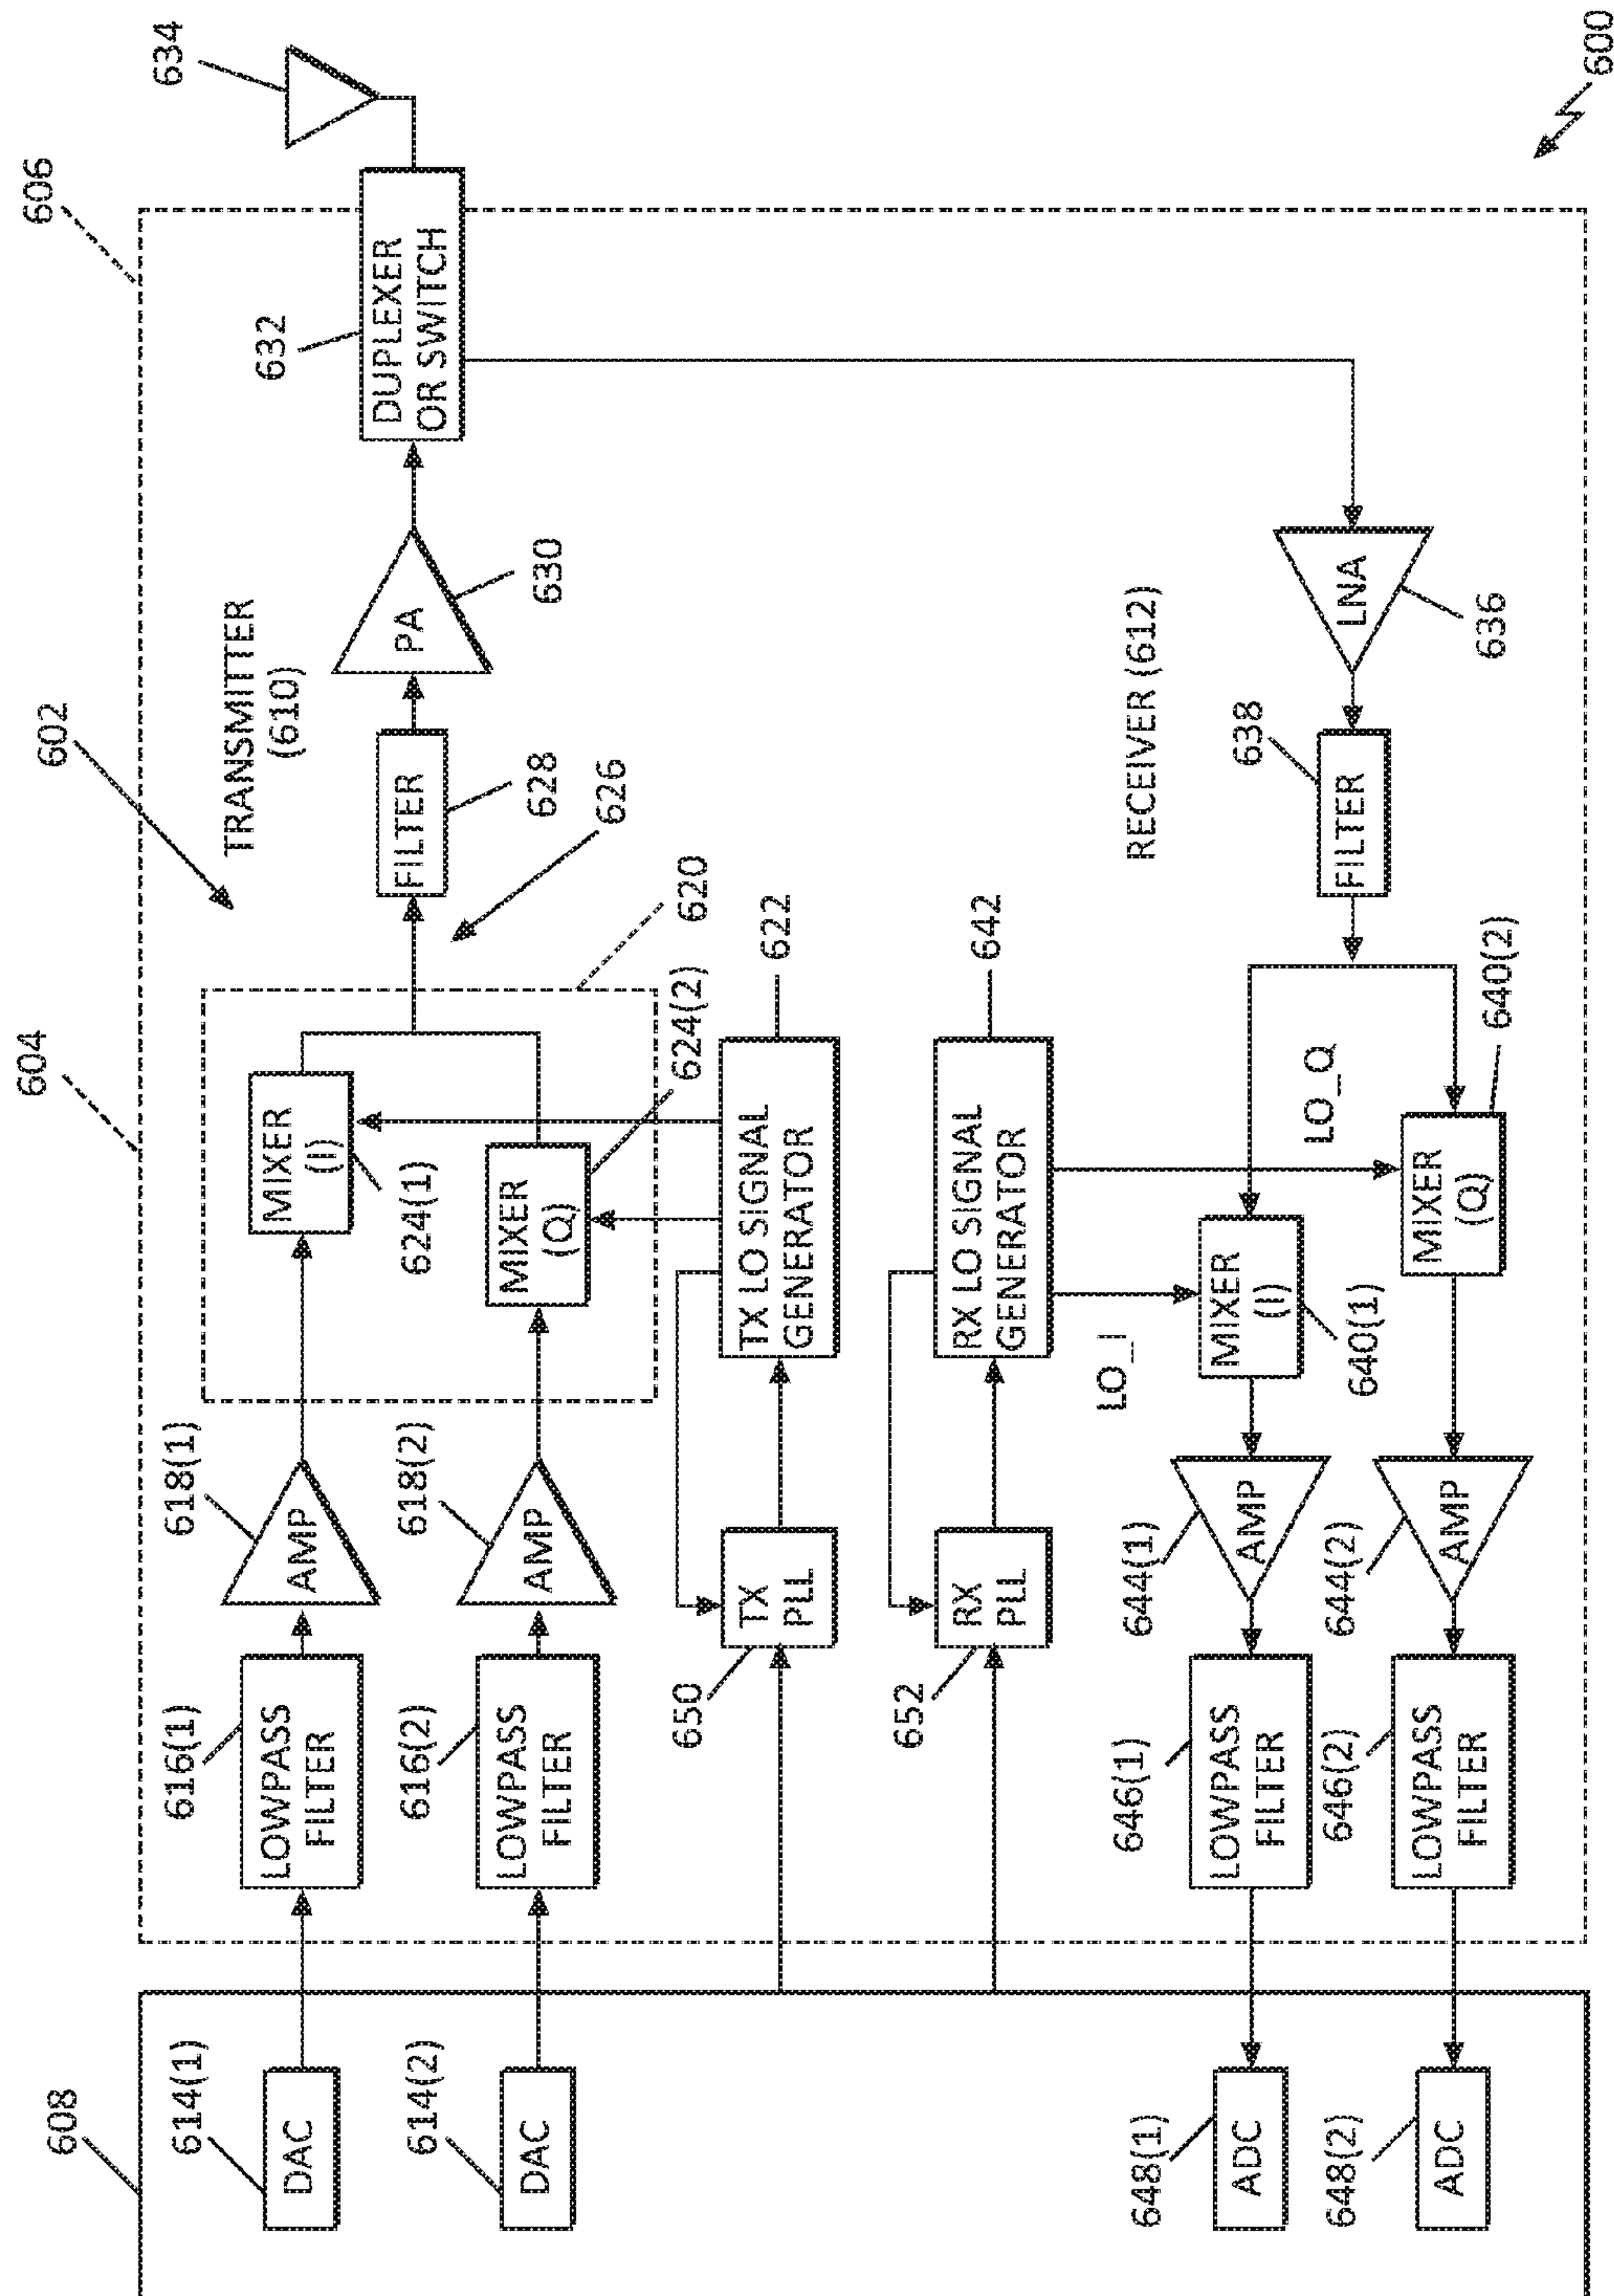 608
604
602
606
634
614(1)
DAC
616(1)
LOWPASS
FILTER
618(1)
AMP
MIXER
(I)
624(1)
TRANSMITTER
(610)
FILTER
628
626
PA
630
632
DUPLEXER
OR SWITCH
614(2)
DAC
616(2)
LOWPASS
FILTER
618(2)
AMP
MIXER
(Q)
624(2)
620
650
TX
PLL
TX LO SIGNAL
GENERATOR
622
652
RX
PLL
RX LO SIGNAL
GENERATOR
642
LO_I
LO_Q
RECEIVER (612)
648(1)
ADC
646(1)
LOWPASS
FILTER
644(1)
AMP
MIXER
(I)
640(1)
638
FILTER
LNA
636
648(2)
ADC
646(2)
LOWPASS
FILTER
644(2)
AMP
MIXER
(Q)
640(2)
600